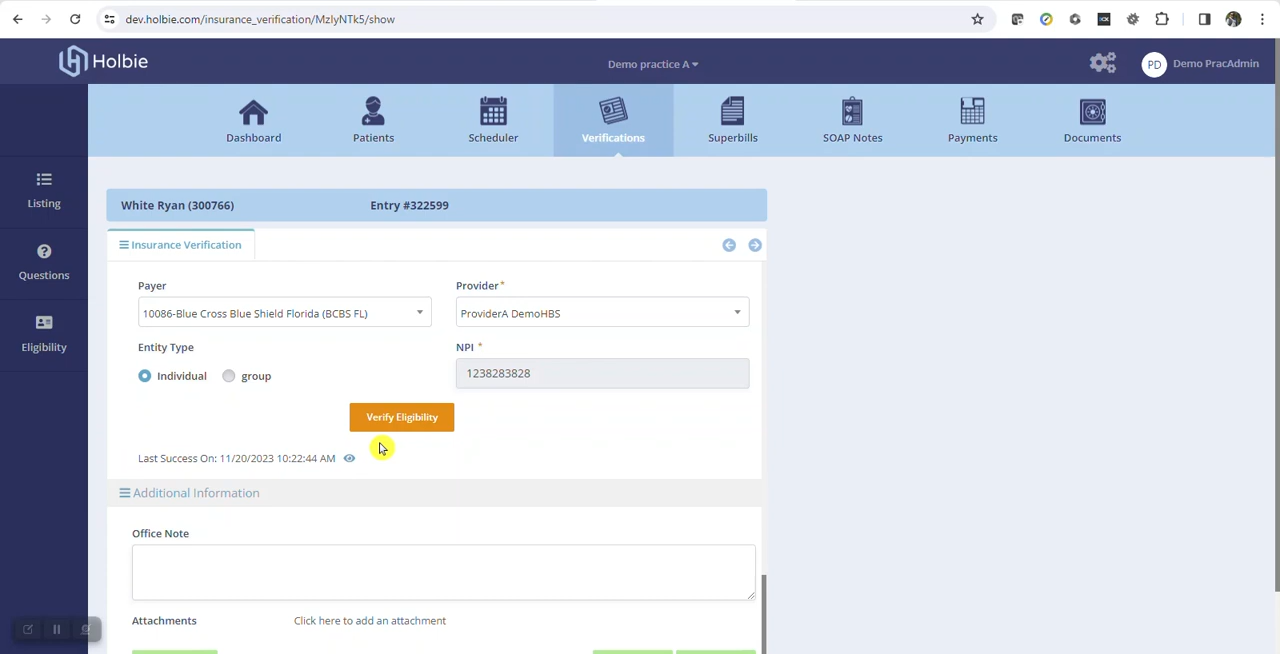 dev.holbie.com/insurance_verification/MzIyNTk5/show
Holbie
Demo practice A
PD
Demo PracAdmin
Dashboard
Patients
Scheduler
Verifications
Superbills
SOAP Notes
Payments
Documents
Listing
Questions
Eligibility
White Ryan (300766)
Entry #322599
Insurance Verification
Payer
Provider*
10086-Blue Cross Blue Shield Florida (BCBS FL)
ProviderA DemoHBS
Entity Type
NPI *
Individual
group
1238283828
Verify Eligibility
Last Success On: 11/20/2023 10:22:44 AM
Additional Information
Office Note
Attachments
Click here to add an attachment